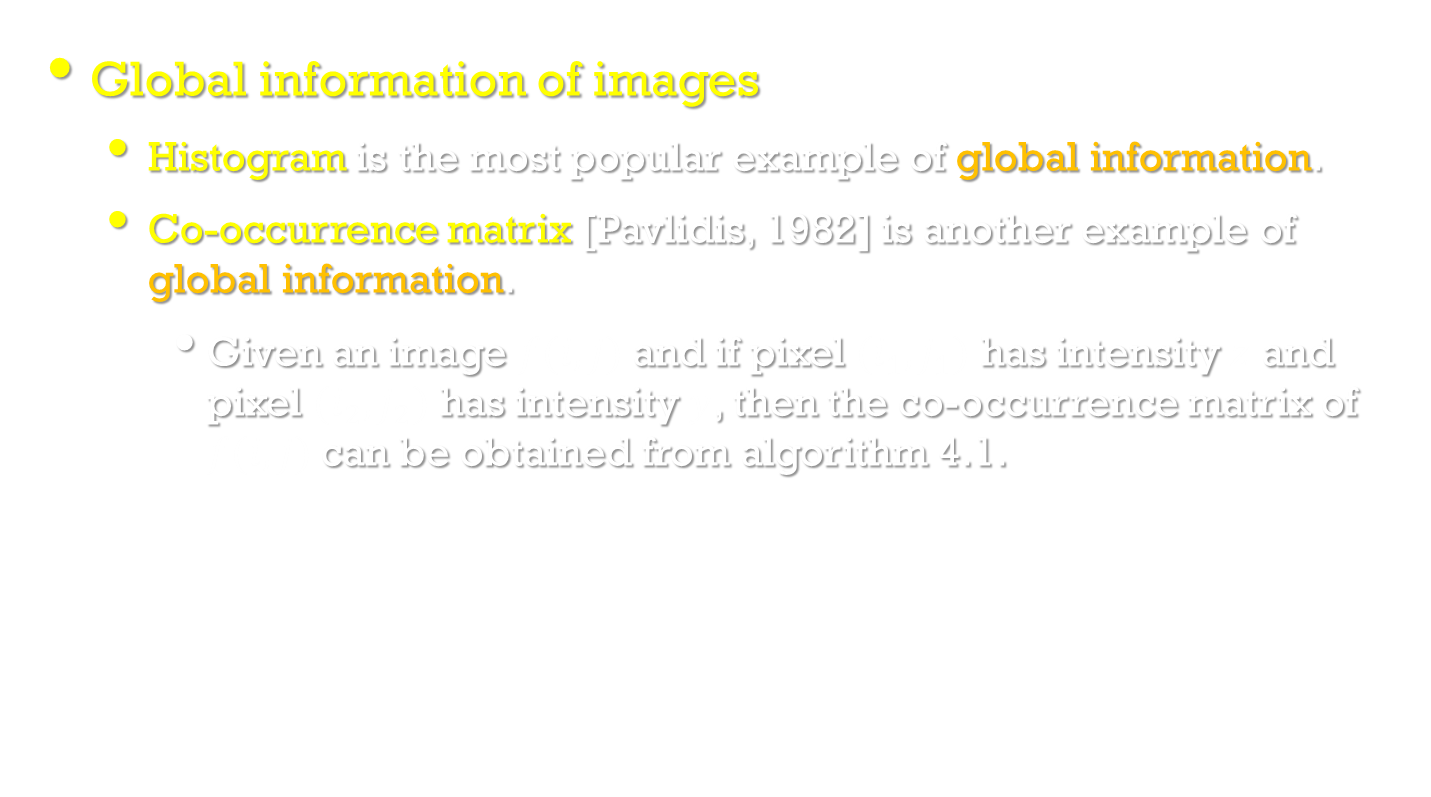 • Global information of images
• Histogram is the most popular example of global information.
• Co-occurrence matrix [Pavlidis, 1982] is another example of
global information.
• Given an image and if pixel has intensity and
pixel has intensity , then the co-occurrence matrix of
can be obtained from algorithm 4.1.